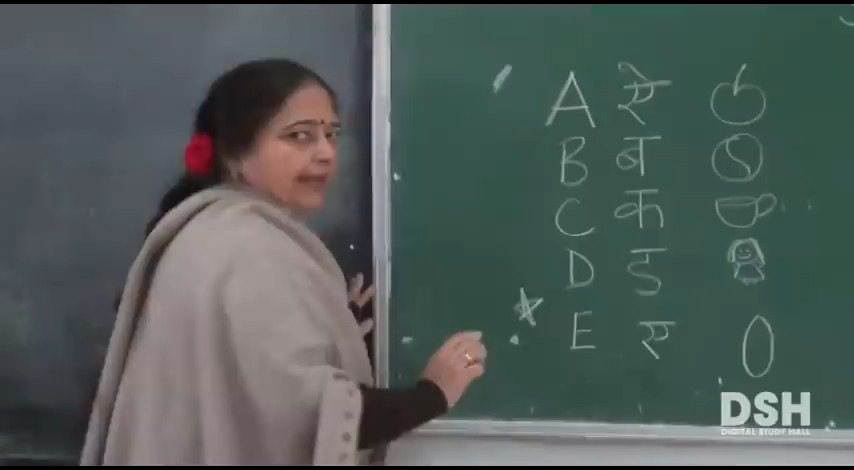 A ऐ
B ब
C क
D ड
E ए
DSH
DIGITAL STUDY HALL